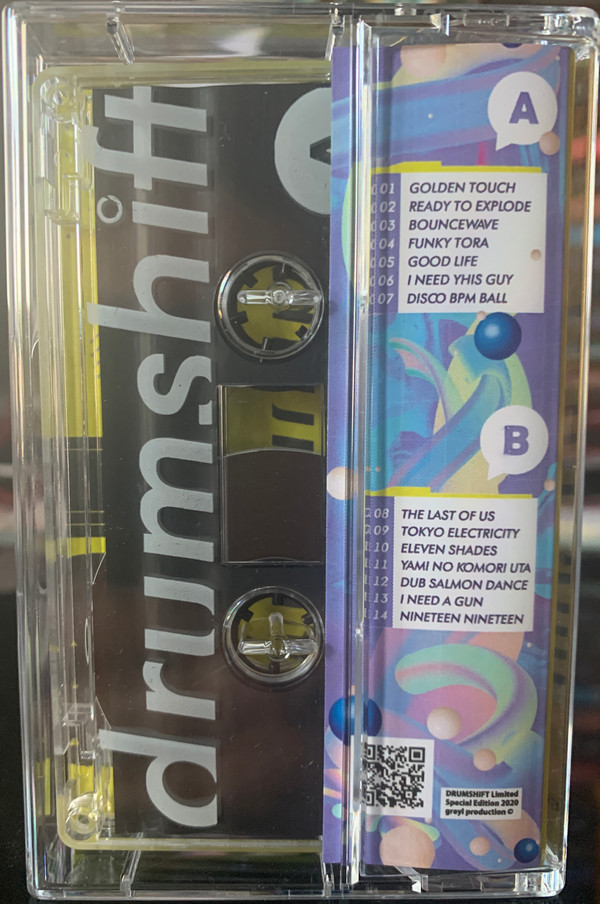 drumshift
A
A
01 GOLDEN TOUCH
02 READY TO EXPLODE
03 BOUNCEWAVE
04 FUNKY TORA
05 GOOD LIFE
06 I NEED YHIS GUY
07 DISCO BPM BALL
B
08 THE LAST OF US
09 TOKYO ELECTRICITY
10 ELEVEN SHADES
11 YAMI NO KOMORI UTA
12 DUB SALMON DANCE
13 I NEED A GUN
14 NINETEEN NINETEEN
DRUMSHIFT Limited
Special Edition 2020
greyl production ©